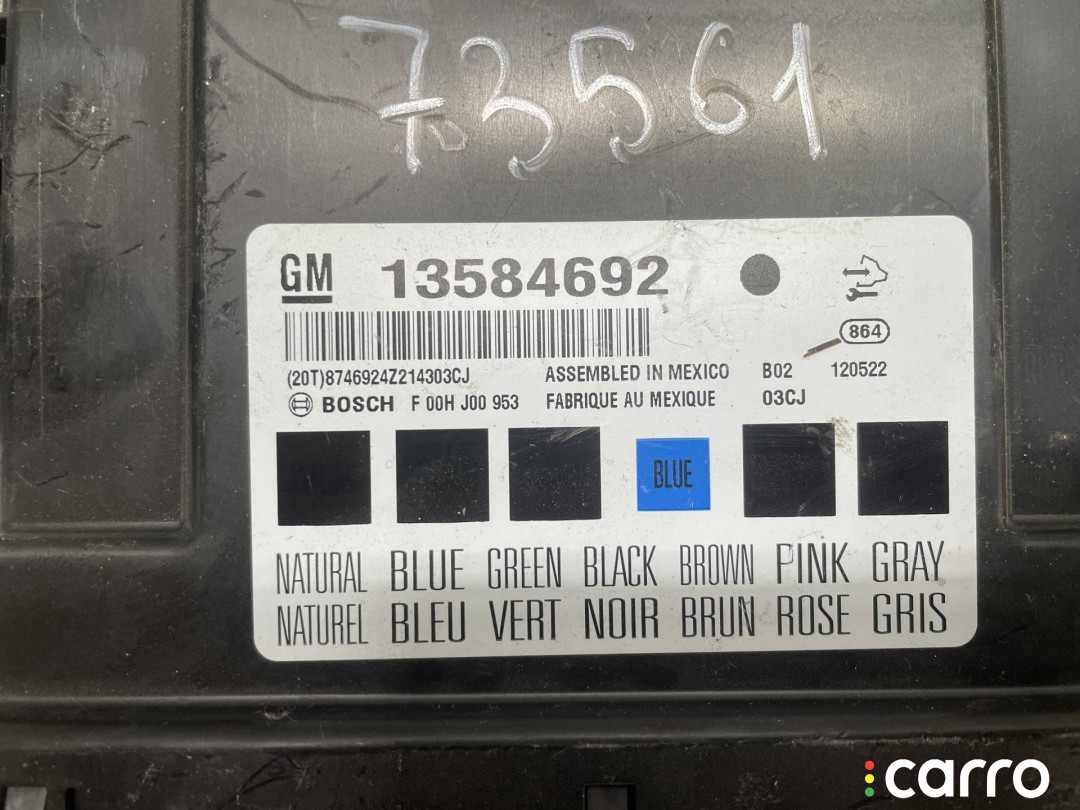 73561
GM 13584692
864
(20T)8746924Z214303CJ ASSEMBLED IN MEXICO B02 120522
BOSCH F 00H J00 953 FABRIQUE AU MEXIQUE 03CJ
BLUE
NATURAL BLUE GREEN BLACK BROWN PINK GRAY
NATUREL BLEU VERT NOIR BRUN ROSE GRIS
carro